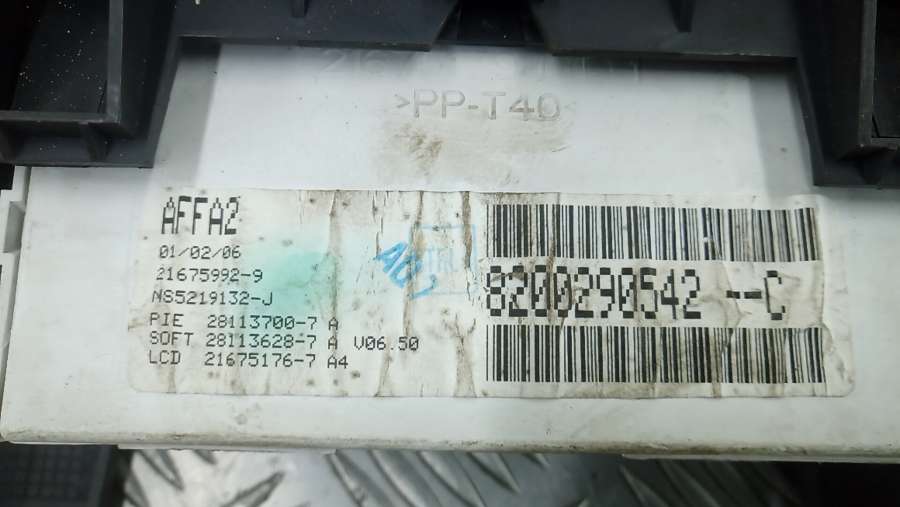 >PP-T40
AFFA2
01/02/06
21675992-9
NS5219132-J
PIE 28113700-7 A
SOFT 28113628-7 A V06.50
LCD 21675176-7 A4
8200290542 --C